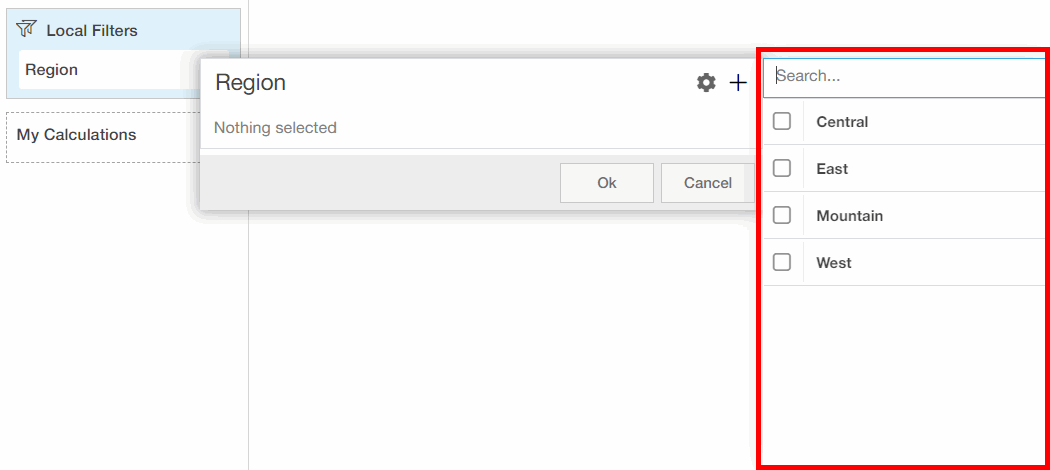 Local Filters
Region
My Calculations
Region
Nothing selected
Ok
Cancel
Search...
Central
East
Mountain
West